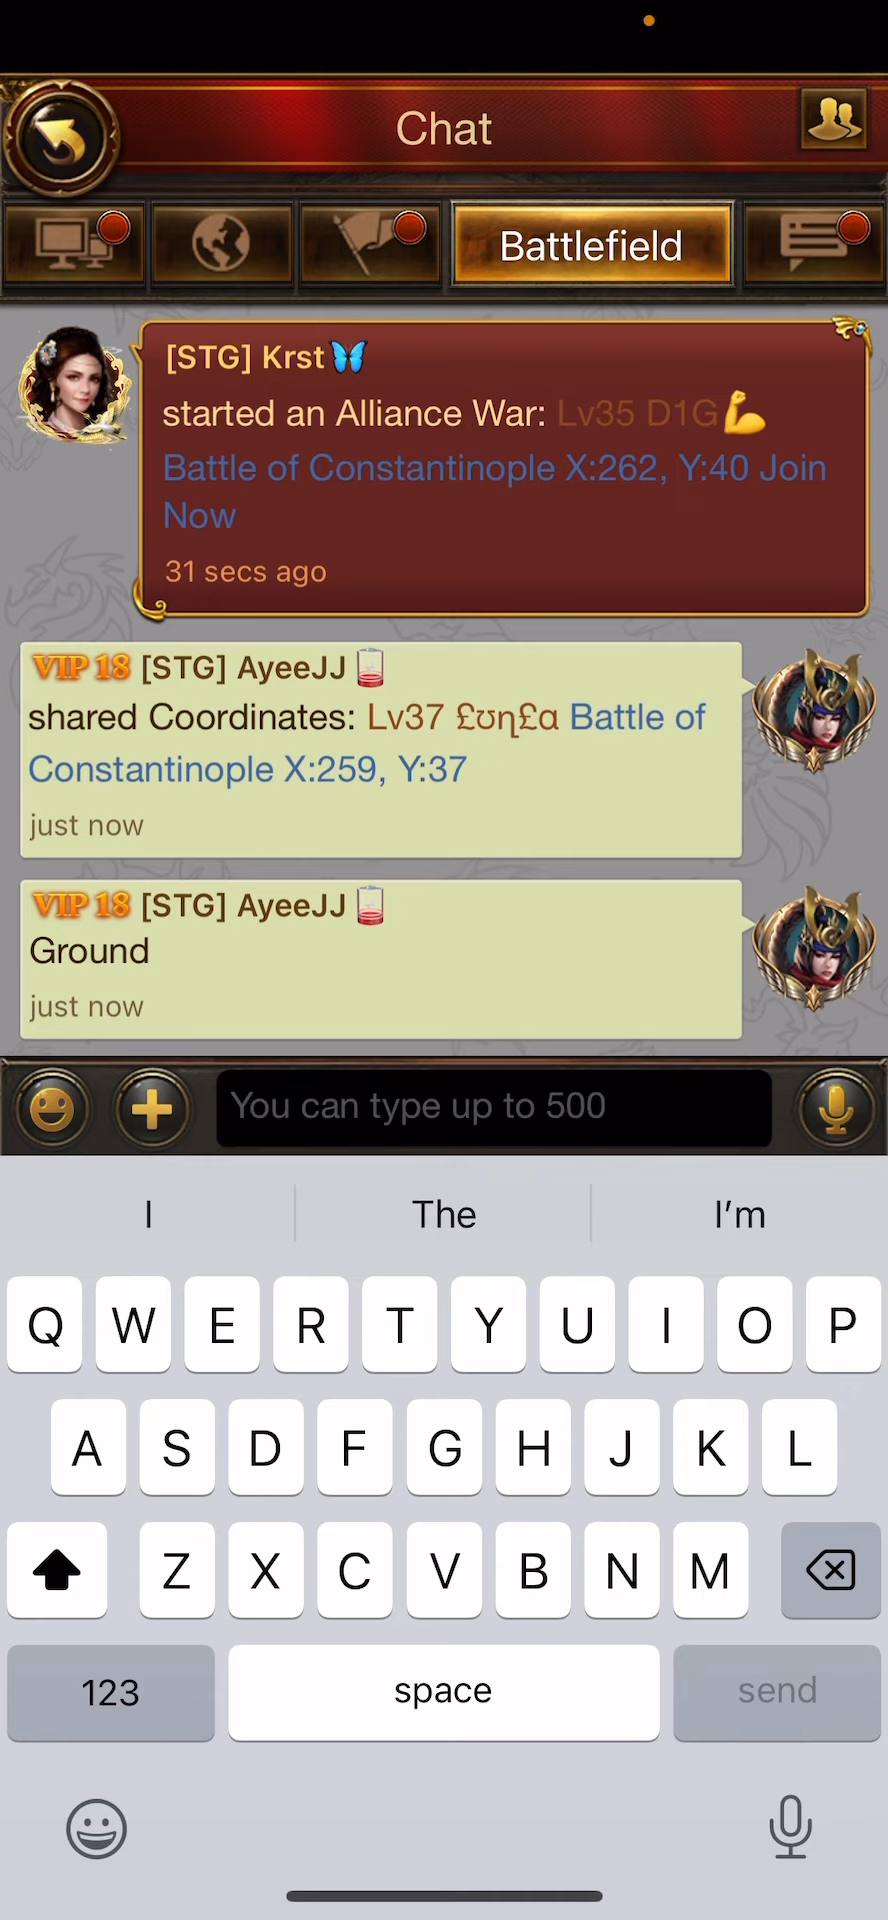 Chat
Battlefield
[STG] Krst🦋
started an Alliance War: Lv35 D1G💪
Battle of Constantinople X:262, Y:40 Join
Now
31 secs ago
VIP 18 [STG] AyeeJJ
shared Coordinates: Lv37 £ʊɳ£ɑ Battle of
Constantinople X:259, Y:37
just now
VIP 18 [STG] AyeeJJ
Ground
just now
You can type up to 500
I The I’m
Q W E R T Y U I O P
A S D F G H J K L
Z X C V B N M
123 space send